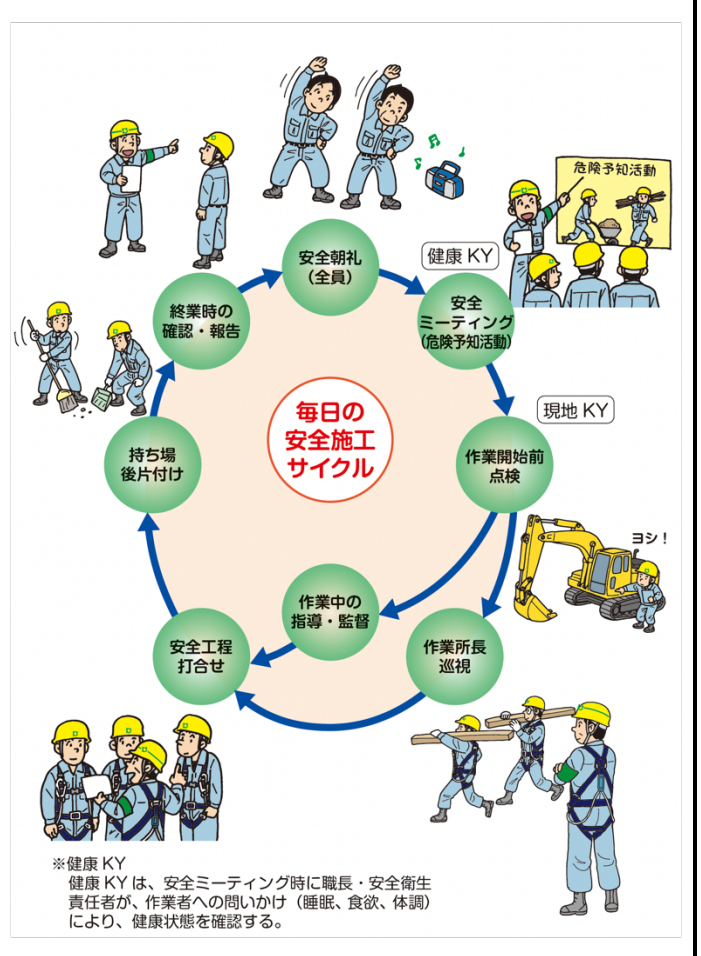 危険予知活動
安全朝礼
(全員)
健康 KY
安全
ミーティング
(危険予知活動)
終業時の
確認・報告
毎日の
安全施工
サイクル
現地 KY
持ち場
後片付け
作業開始前
点検
ヨシ！
作業中の
指導・監督
安全工程
打合せ
作業所長
巡視
※健康 KY
健康 KY は、安全ミーティング時に職長・安全衛生
責任者が、作業者への問いかけ（睡眠、食欲、体調）
により、健康状態を確認する。